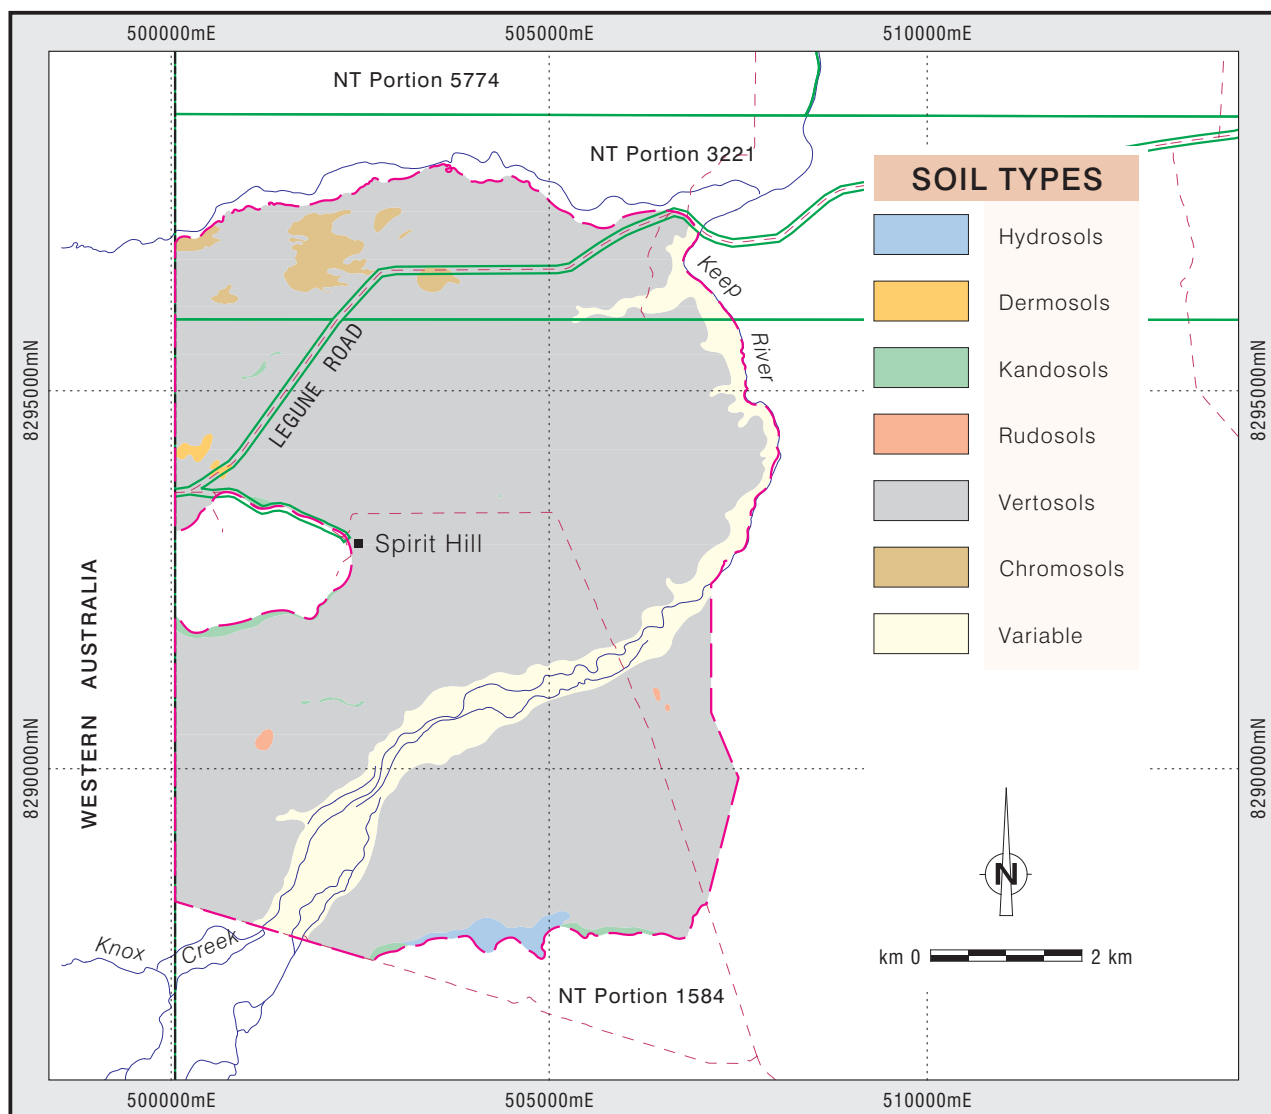 500000mE
505000mE
510000mE
NT Portion 5774
NT Portion 3221
SOIL TYPES
Hydrosols
Dermosols
Kandosols
Rudosols
Vertosols
Chromosols
Variable
Keep
River
LEGUNE ROAD
8295000mN
8295000mN
Spirit Hill
WESTERN AUSTRALIA
8290000mN
8290000mN
N
Knox
Creek
km 0
2 km
NT Portion 1584
500000mE
505000mE
510000mE